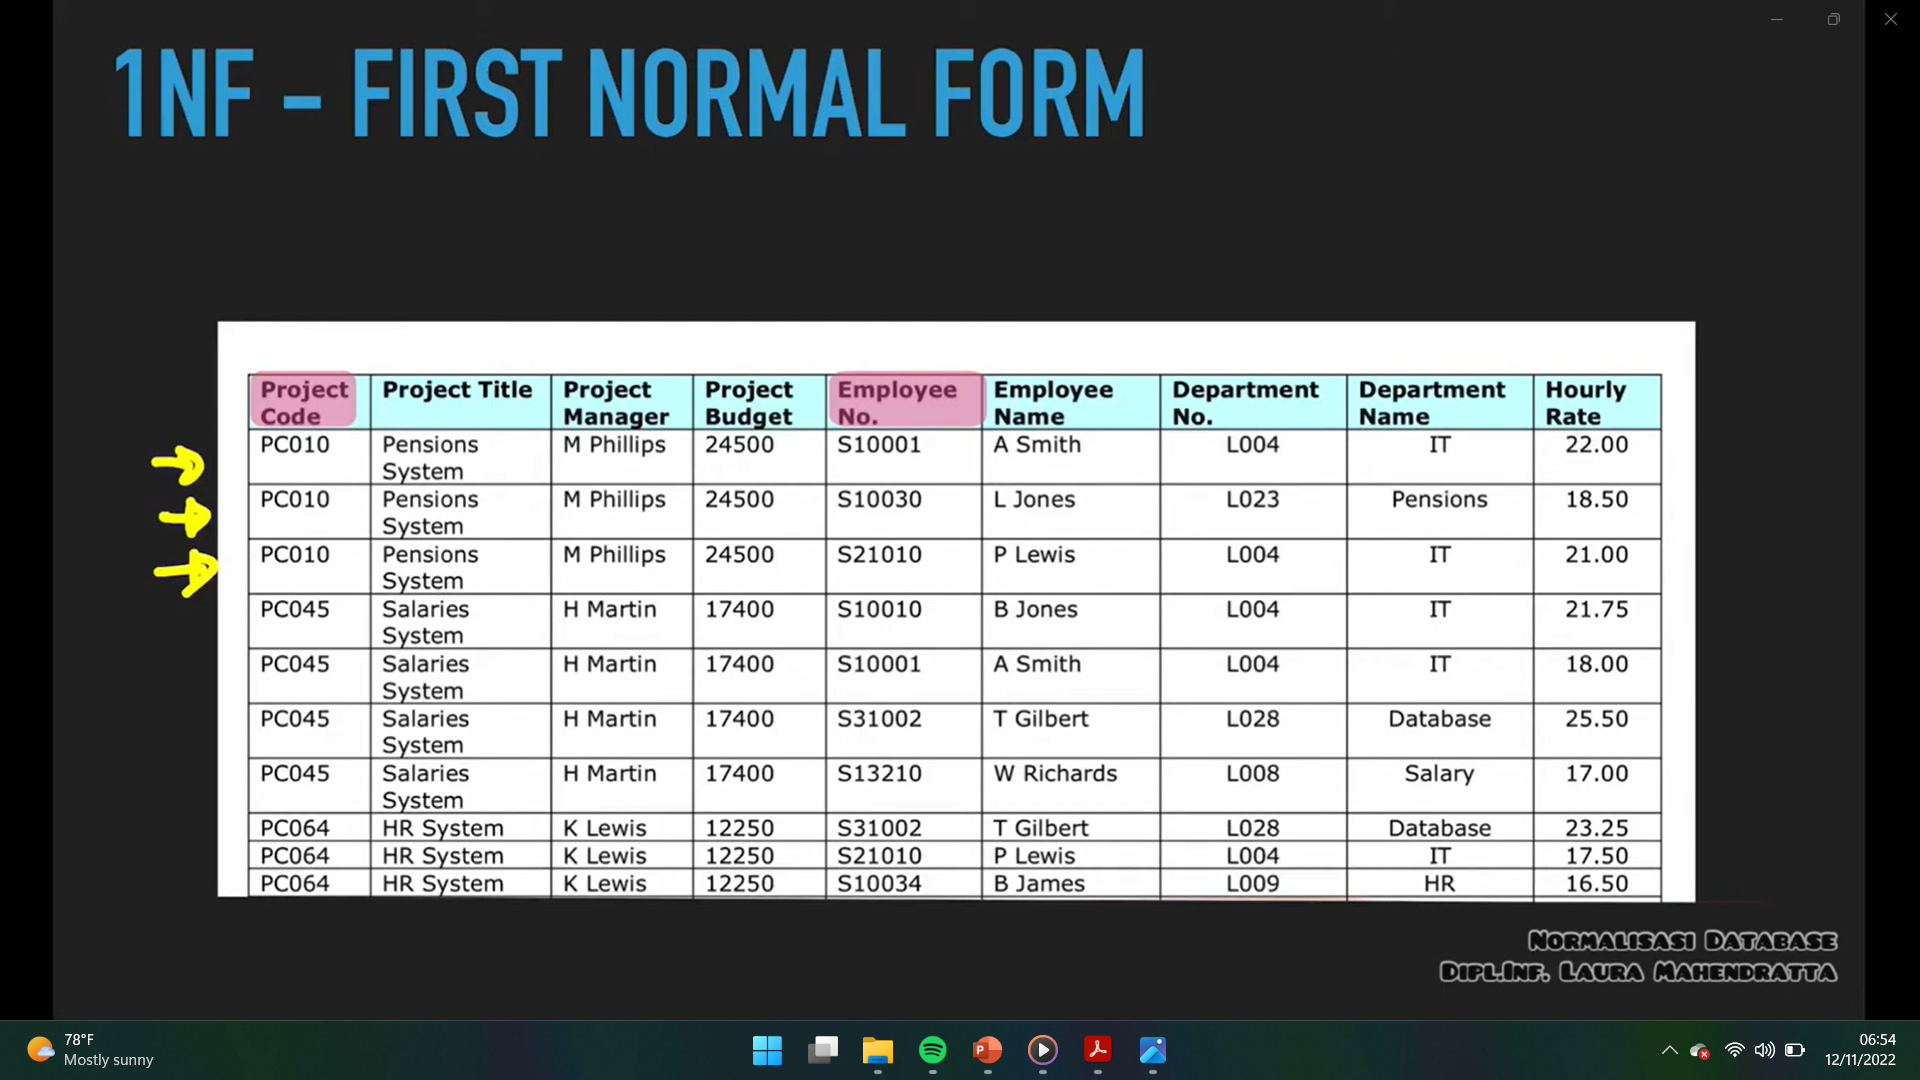 1NF - FIRST NORMAL FORM
Project Code Project Title Project Manager Project Budget Employee No. Employee Name Department No. Department Name Hourly Rate
PC010 Pensions System M Phillips 24500 S10001 A Smith L004 IT 22.00
PC010 Pensions System M Phillips 24500 S10030 L Jones L023 Pensions 18.50
PC010 Pensions System M Phillips 24500 S21010 P Lewis L004 IT 21.00
PC045 Salaries System H Martin 17400 S10010 B Jones L004 IT 21.75
PC045 Salaries System H Martin 17400 S10001 A Smith L004 IT 18.00
PC045 Salaries System H Martin 17400 S31002 T Gilbert L028 Database 25.50
PC045 Salaries System H Martin 17400 S13210 W Richards L008 Salary 17.00
PC064 HR System K Lewis 12250 S31002 T Gilbert L028 Database 23.25
PC064 HR System K Lewis 12250 S21010 P Lewis L004 IT 17.50
PC064 HR System K Lewis 12250 S10034 B James L009 HR 16.50
NORMALISASI DATABASE
DIPL.INF. LAURA MAHENDRATTA
78°F
Mostly sunny
06:54
12/11/2022